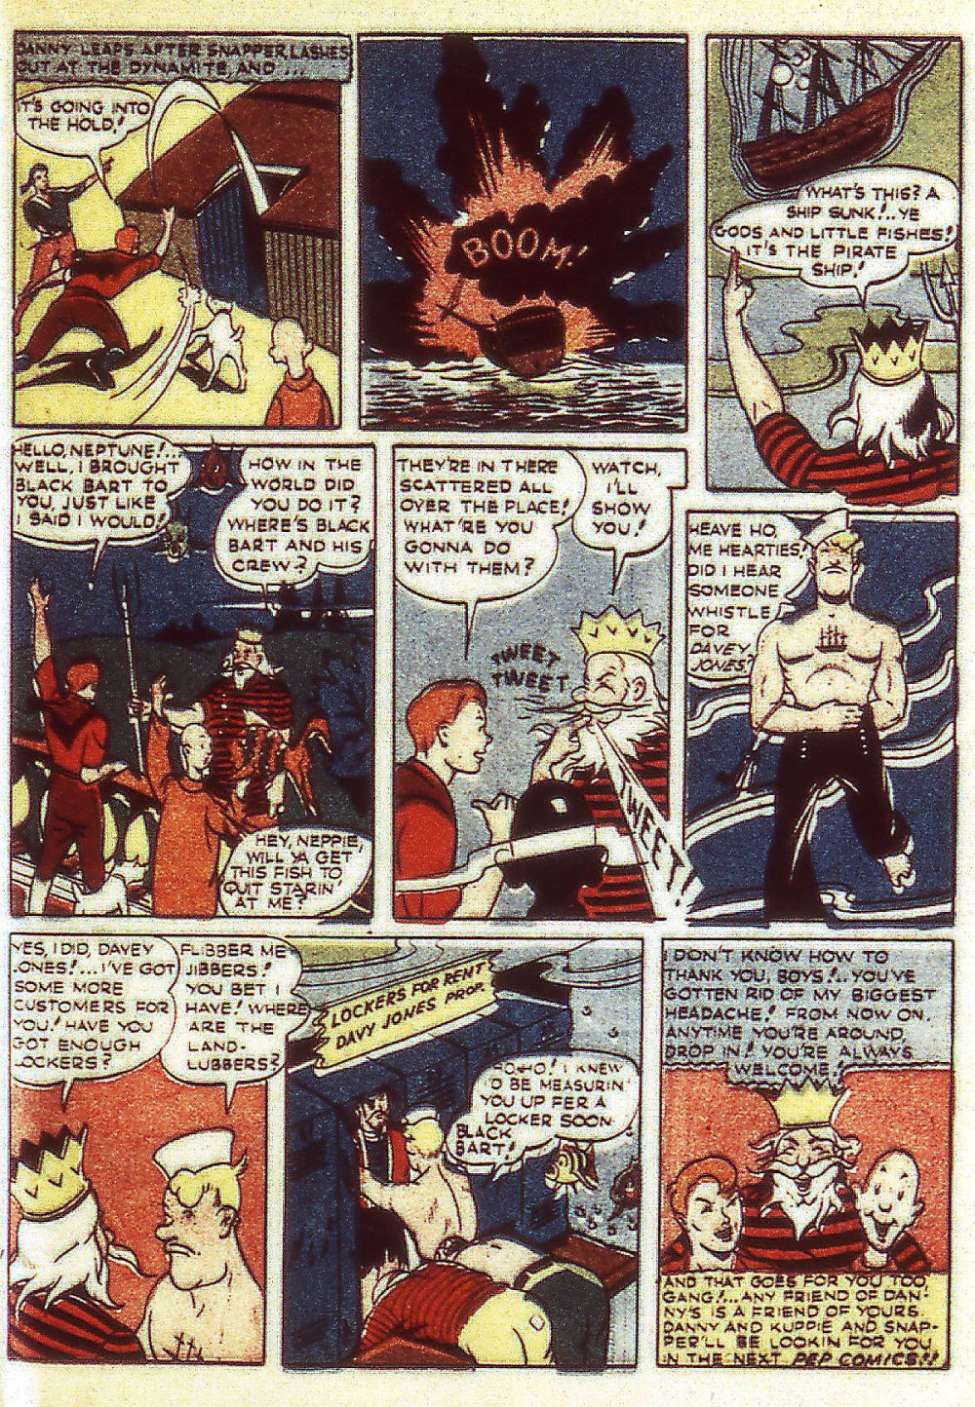 DANNY LEAPS AFTER SNAPPER, LASHES
OUT AT THE DYNAMITE, AND ...
IT'S GOING INTO
THE HOLD!
BOOM!
WHAT'S THIS? A
SHIP SUNK!.. YE
GODS AND LITTLE FISHES!
IT'S THE PIRATE
SHIP!
HELLO, NEPTUNE!...
WELL, I BROUGHT
BLACK BART TO
YOU, JUST LIKE
I SAID I WOULD!
HOW IN THE
WORLD DID
YOU DO IT?
WHERE'S BLACK
BART AND HIS
CREW?
HEY, NEPPIE,
WILL YA GET
THIS FISH TO
QUIT STARIN'
AT ME?
THEY'RE IN THERE
SCATTERED ALL
OVER THE PLACE!
WHAT'RE YOU
GONNA DO
WITH THEM?
WATCH,
I'LL
SHOW
YOU!
TWEET
TWEET
TWEET!
HEAVE HO,
ME HEARTIES!
DID I HEAR
SOMEONE
WHISTLE
FOR
DAVEY
JONES?
YES, I DID, DAVEY
JONES!... I'VE GOT
SOME MORE
CUSTOMERS FOR
YOU! HAVE YOU
GOT ENOUGH
LOCKERS?
FLIBBER ME
JIBBERS!
YOU BET I
HAVE! WHERE
ARE THE
LAND-
LUBBERS?
LOCKERS FOR RENT
DAVY JONES PROP.
HO-HO! I KNEW
I'D BE MEASURIN'
YOU UP FER A
LOCKER SOON
BLACK
BART!
I DON'T KNOW HOW TO
THANK YOU, BOYS!.. YOU'VE
GOTTEN RID OF MY BIGGEST
HEADACHE! FROM NOW ON,
ANYTIME YOU'RE AROUND,
DROP IN! YOU'RE ALWAYS
WELCOME!
AND THAT GOES FOR YOU TOO,
GANG!... ANY FRIEND OF DAN-
NY'S IS A FRIEND OF YOURS.
DANNY AND KUPPIE AND SNAP-
PER'LL BE LOOKIN FOR YOU
IN THE NEXT PEP COMICS!!